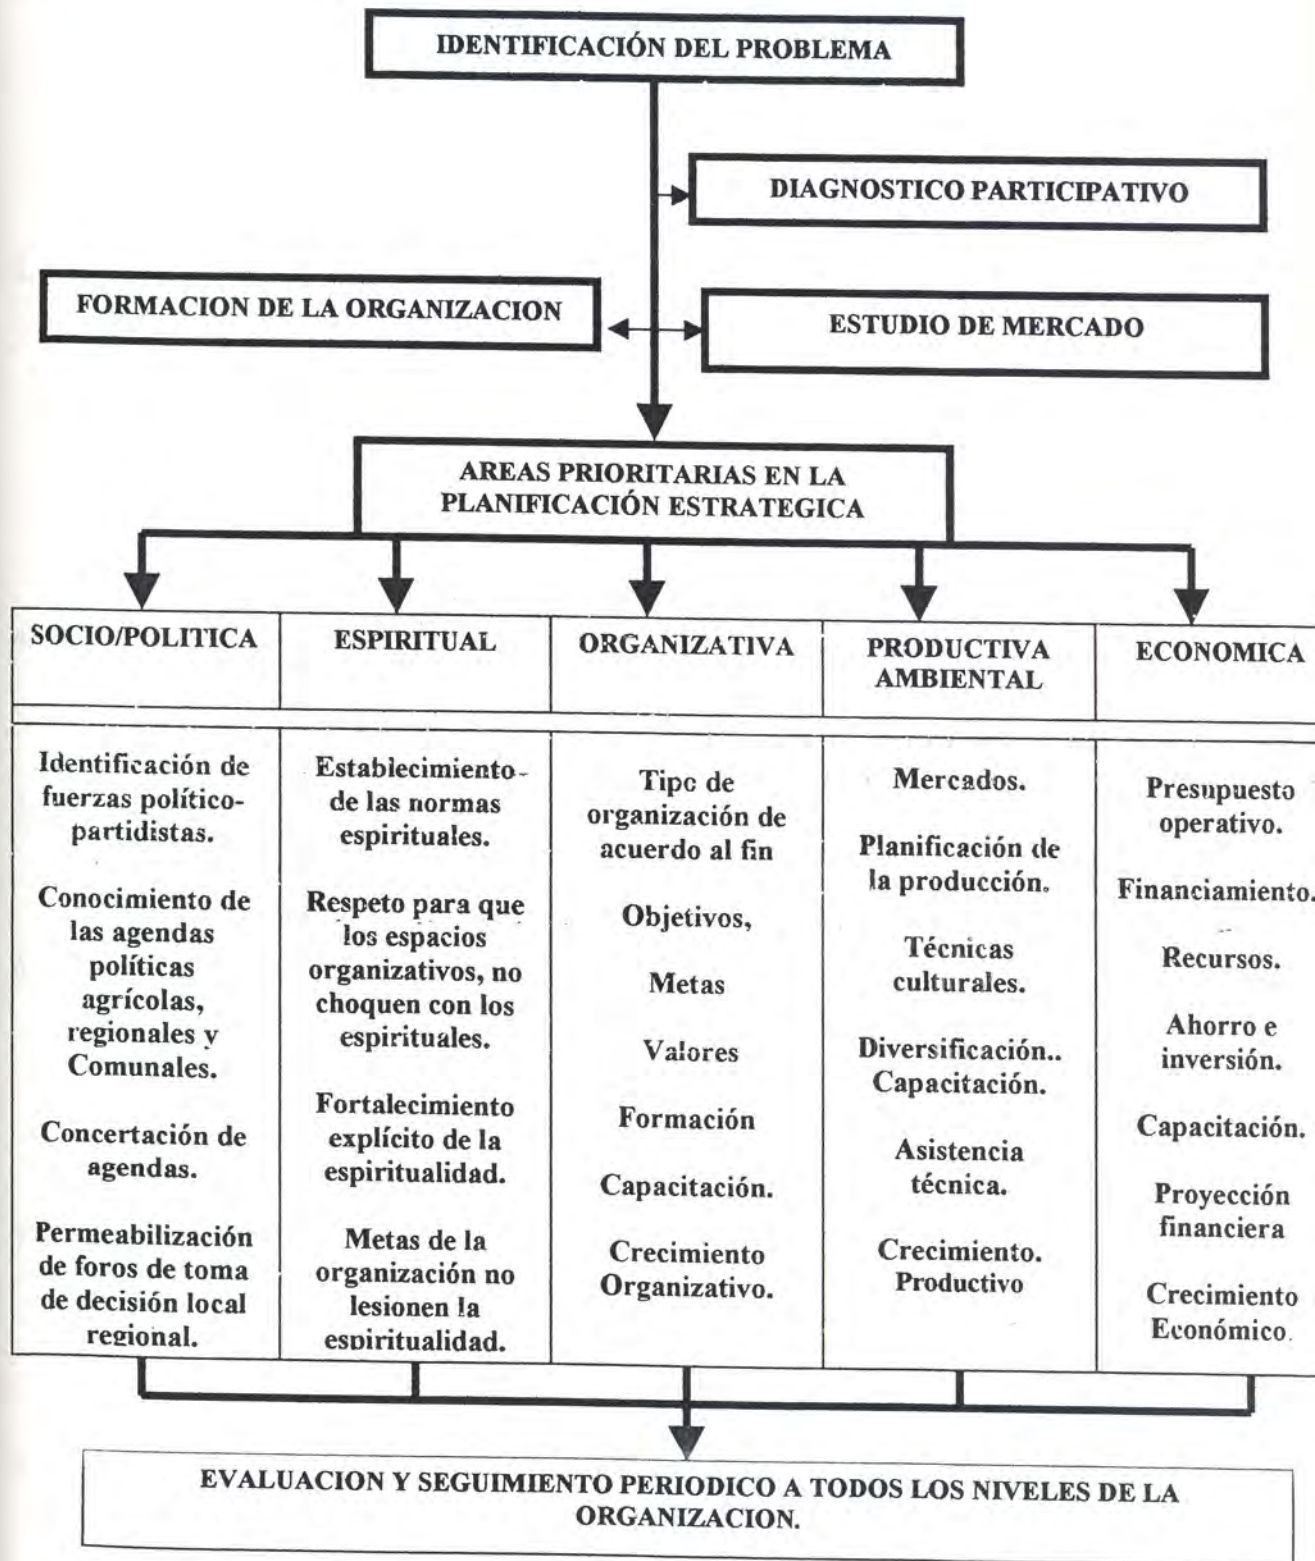 IDENTIFICACIÓN DEL PROBLEMA
DIAGNOSTICO PARTICIPATIVO
FORMACION DE LA ORGANIZACION
ESTUDIO DE MERCADO
AREAS PRIORITARIAS EN LA
PLANIFICACIÓN ESTRATEGICA
SOCIO/POLITICA
ESPIRITUAL
ORGANIZATIVA
PRODUCTIVA
AMBIENTAL
ECONOMICA
Identificación de
fuerzas político-
partidistas.
Conocimiento de
las agendas
políticas
agrícolas,
regionales y
Comunales.
Concertación de
agendas.
Permeabilización
de foros de toma
de decisión local
regional.
Establecimiento
de las normas
espirituales.
Respeto para que
los espacios
organizativos, no
choquen con los
espirituales.
Fortalecimiento
explícito de la
espiritualidad.
Metas de la
organización no
lesionen la
espiritualidad.
Tipo de
organización de
acuerdo al fin
Objetivos,
Metas
Valores
Formación
Capacitación.
Crecimiento
Organizativo.
Mercados.
Planificación de
la producción.
Técnicas
culturales.
Diversificación..
Capacitación.
Asistencia
técnica.
Crecimiento.
Productivo
Presupuesto
operativo.
Financiamiento.
Recursos.
Ahorro e
inversión.
Capacitación.
Proyección
financiera
Crecimiento
Económico.
EVALUACION Y SEGUIMIENTO PERIODICO A TODOS LOS NIVELES DE LA
ORGANIZACION.